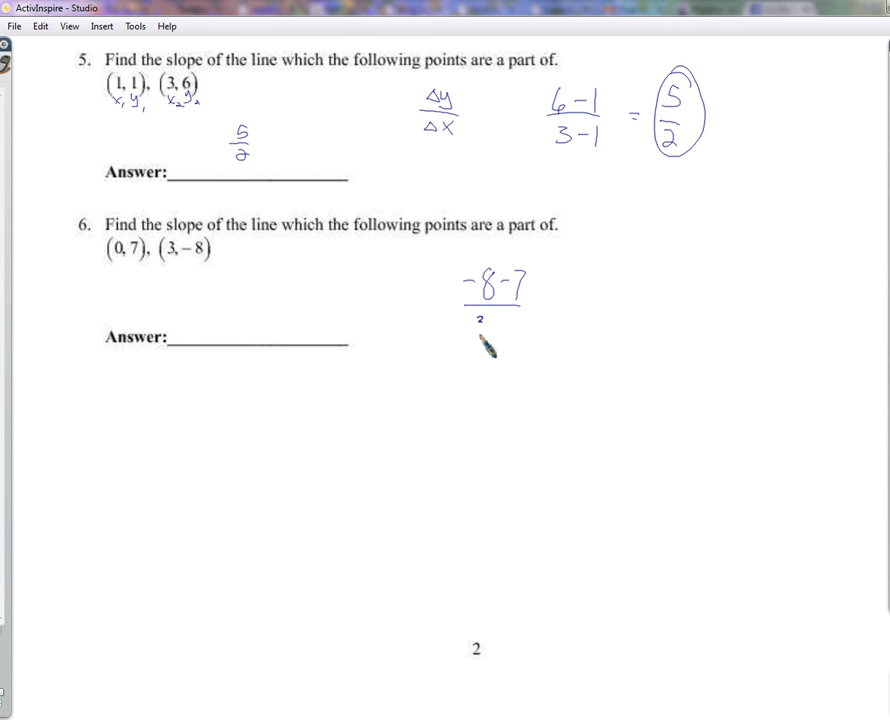 ActivInspire - Studio
File Edit View Insert Tools Help
5. Find the slope of the line which the following points are a part of.
(1, 1), (3, 6)
x₁ y₁ x₂ y₂
Δy
Δx
6-1
3-1
=
5
2
5
2
Answer:____________________
6. Find the slope of the line which the following points are a part of.
(0, 7), (3, -8)
-8-7
2
Answer:____________________
2